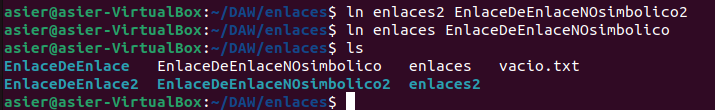 asier@asier-VirtualBox:~/DAW/enlaces$ ln enlaces2 EnlaceDeEnlaceNOsimbolico2
asier@asier-VirtualBox:~/DAW/enlaces$ ln enlaces EnlaceDeEnlaceNOsimbolico
asier@asier-VirtualBox:~/DAW/enlaces$ ls
EnlaceDeEnlace   EnlaceDeEnlaceNOsimbolico   enlaces   vacio.txt
EnlaceDeEnlace2  EnlaceDeEnlaceNOsimbolico2  enlaces2
asier@asier-VirtualBox:~/DAW/enlaces$